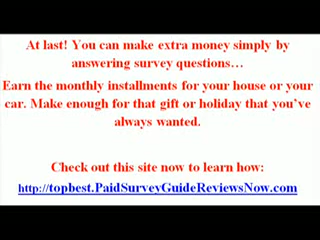 At last! You can make extra money simply by
answering survey questions…
Earn the monthly installments for your house or your
car. Make enough for that gift or holiday that you've
always wanted.
Check out this site now to learn how:
http://topbest.PaidSurveyGuideReviewsNow.com